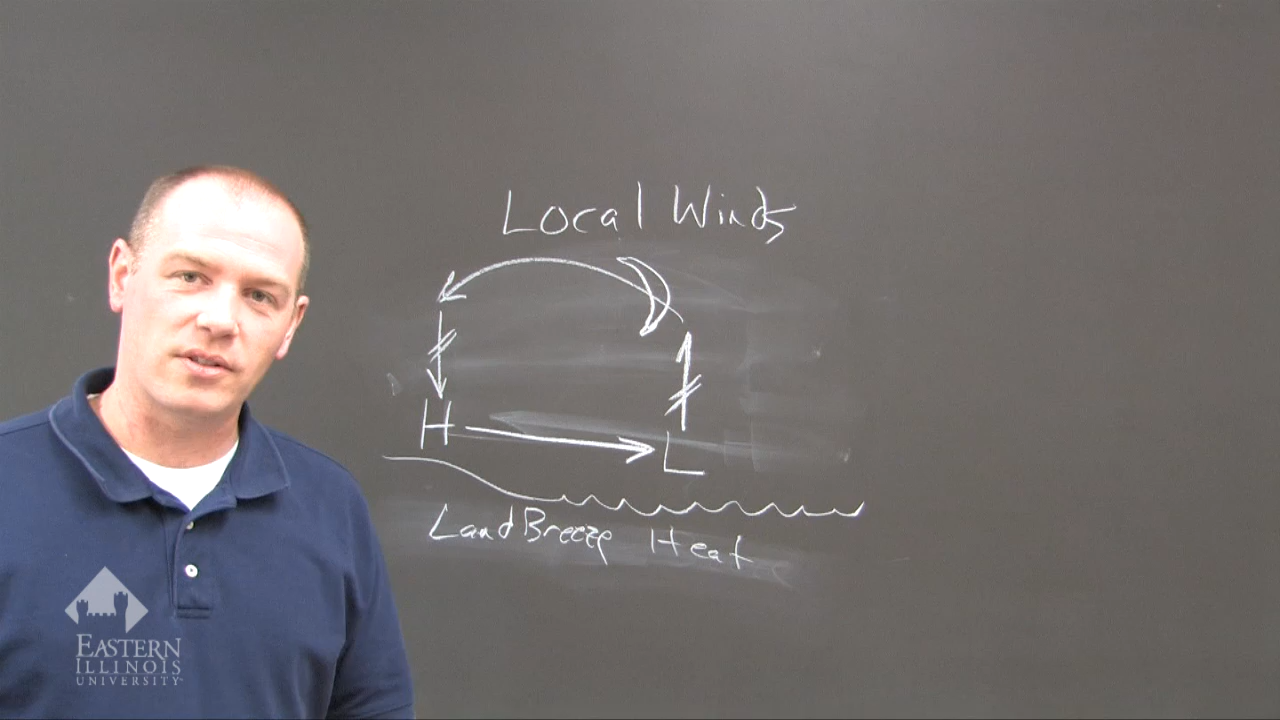 Local Winds
H
L
Land Breeze Heat
EASTERN
ILLINOIS
UNIVERSITY